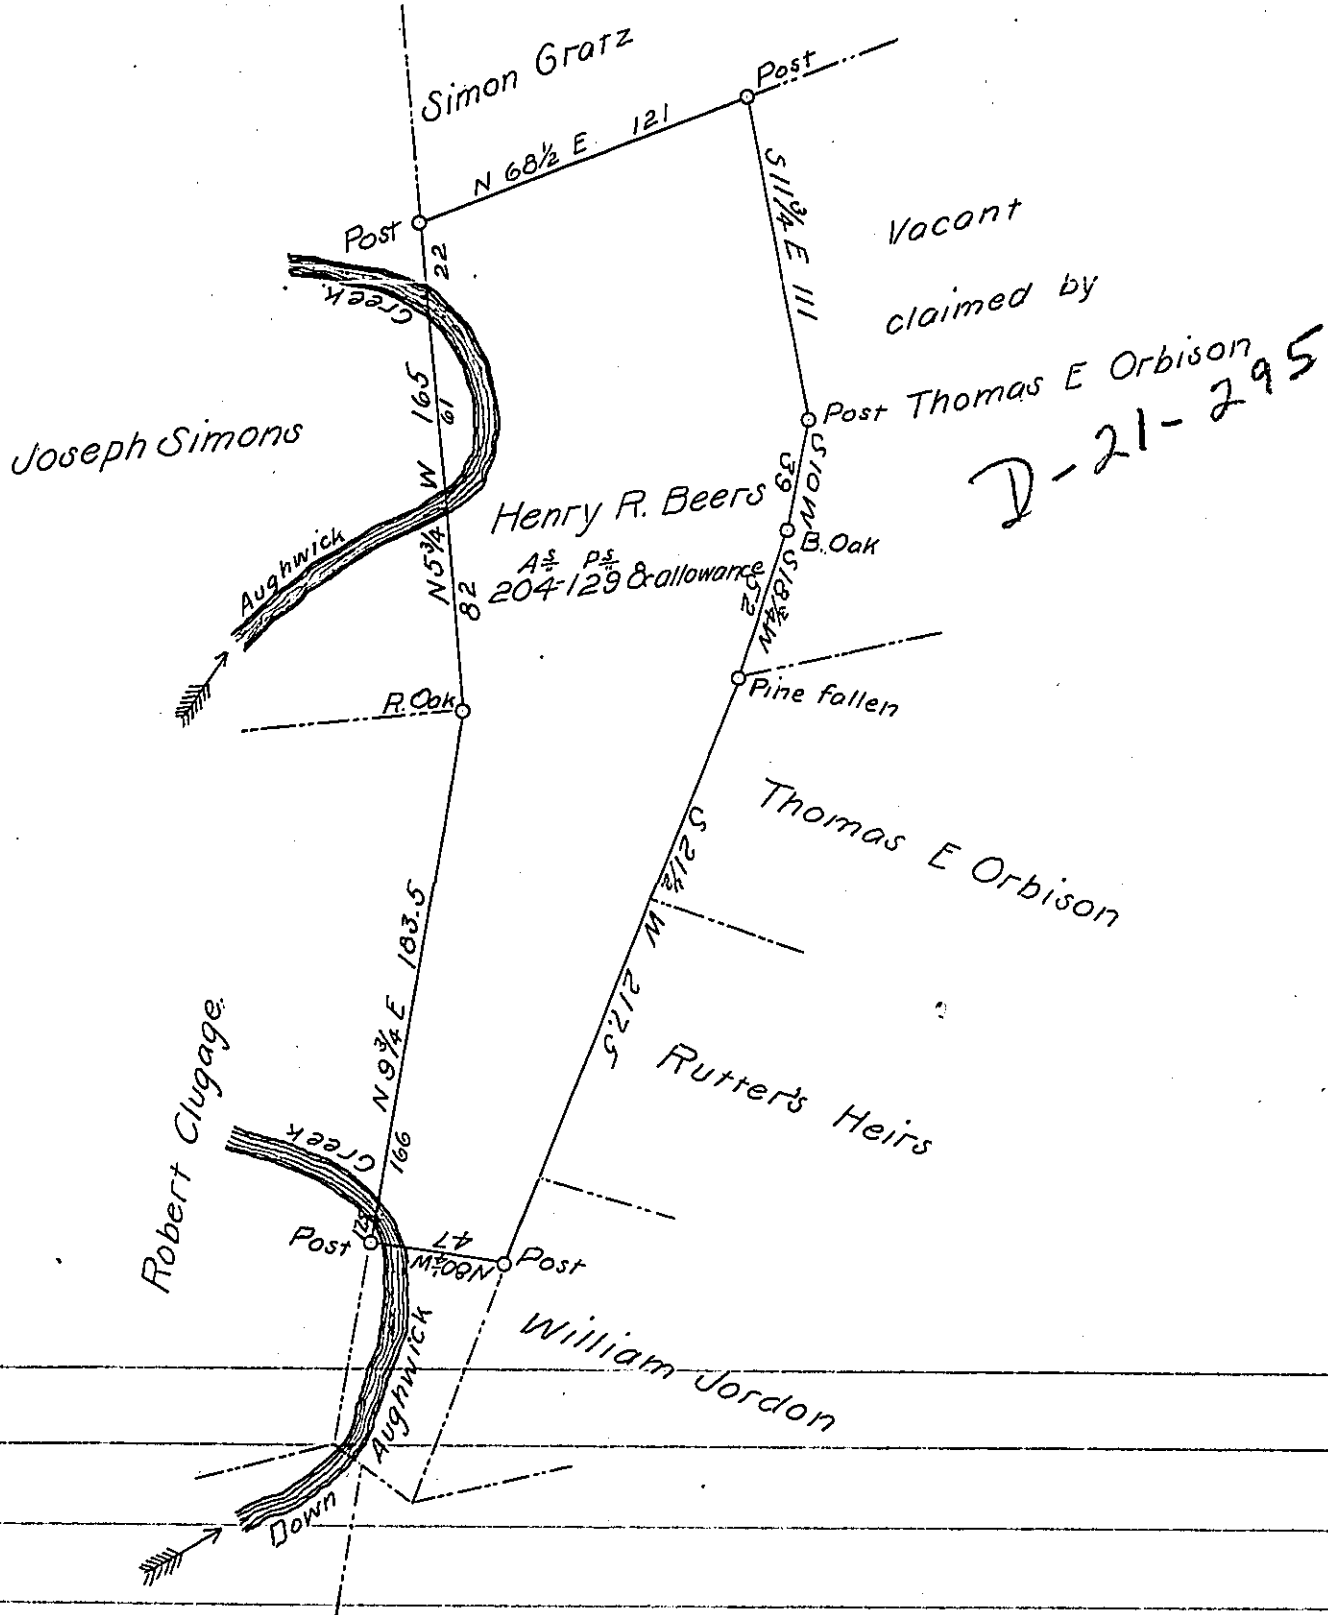 Simon Gratz
Post
N 68½ E 121
Post
S 11¾ E 111
Vacant
claimed by
Thomas E Orbison
D-21-295
22
Creek
N 5¾ W 165
61
Joseph Simons
Post
S 10 W
39
Henry R. Beers
A.s P.s
204-129 & allowance
B. Oak
S 18¾ W
52
Aughwick
82
R. Oak
Pine fallen
Thomas E Orbison
S 21½ W 217.5
N 9¾ E 183.5
Robert Clugage
Rutter's Heirs
Creek
166
Post
N 80¼ W
47
Post
William Jordon
Aughwick
Down